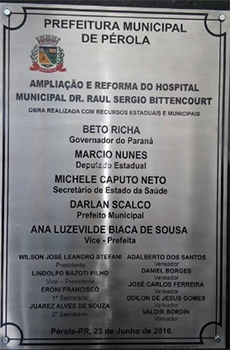 PREFEITURA MUNICIPAL
DE PÉROLA
AMPLIAÇÃO E REFORMA DO HOSPITAL
MUNICIPAL DR. RAUL SERGIO BITTENCOURT
OBRA REALIZADA COM RECURSOS ESTADUAIS E MUNICIPAIS
BETO RICHA
Governador do Paraná
MARCIO NUNES
Deputado Estadual
MICHELE CAPUTO NETO
Secretário de Estado da Saúde
DARLAN SCALCO
Prefeito Municipal
ANA LUZEVILDE BIACA DE SOUSA
Vice - Prefeita
WILSON JOSÉ LEANDRO STEFANI
Presidente
LINDOLFO BAZOTI FILHO
Vice – Presidente
ERONI FRANCISCO
1º Secretário
JUAREZ ALVES DE SOUZA
2º Secretário
ADALBERTO DOS SANTOS
Vereador
DANIEL BORGES
Vereador
JOSÉ CARLOS FERREIRA
Vereador
ODILON DE JESUS GOMES
Vereador
VALDIR BORDIN
Vereador
Pérola-PR, 23 de Junho de 2016.